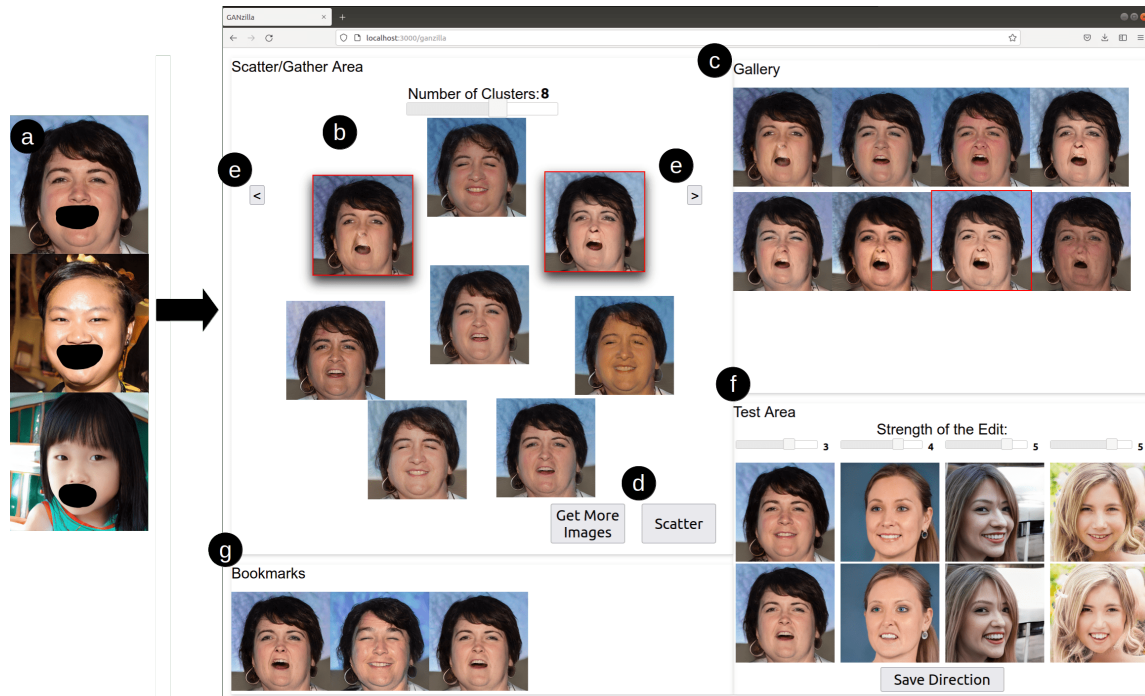 GANzilla × +
localhost:3000/ganzilla
a
Scatter/Gather Area
Number of Clusters:8
b
e
<
e
>
d
Get More
Images
Scatter
c
Gallery
f
Test Area
Strength of the Edit:
3 4 5 5
Save Direction
g
Bookmarks